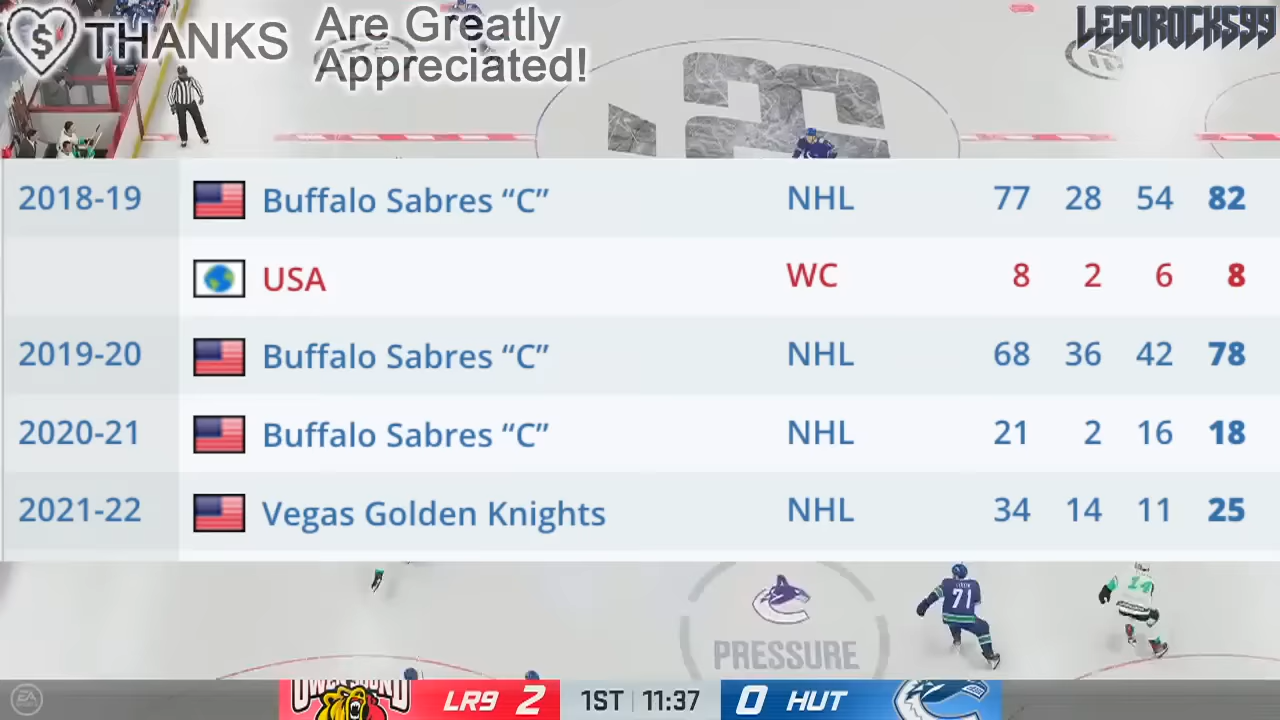 THANKS Are Greatly Appreciated!
LEGOROCKS99
2018-19 Buffalo Sabres “C” NHL 77 28 54 82
USA WC 8 2 6 8
2019-20 Buffalo Sabres “C” NHL 68 36 42 78
2020-21 Buffalo Sabres “C” NHL 21 2 16 18
2021-22 Vegas Golden Knights NHL 34 14 11 25
71
14
PRESSURE
OWEN SOUND
LR9 2 1ST 11:37 0 HUT
EA